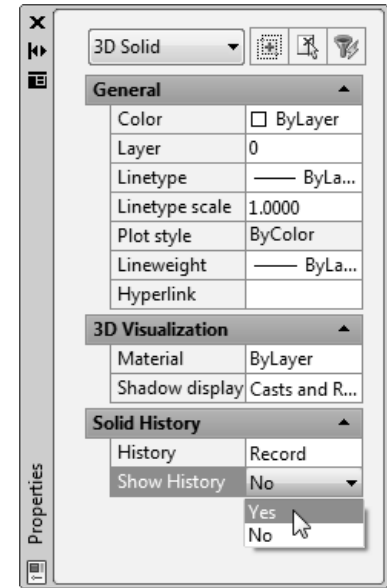 3D Solid
General
Color ByLayer
Layer 0
Linetype ByLa...
Linetype scale 1.0000
Plot style ByColor
Lineweight ByLa...
Hyperlink
3D Visualization
Material ByLayer
Shadow display Casts and R...
Solid History
History Record
Show History No
Yes
No
Properties